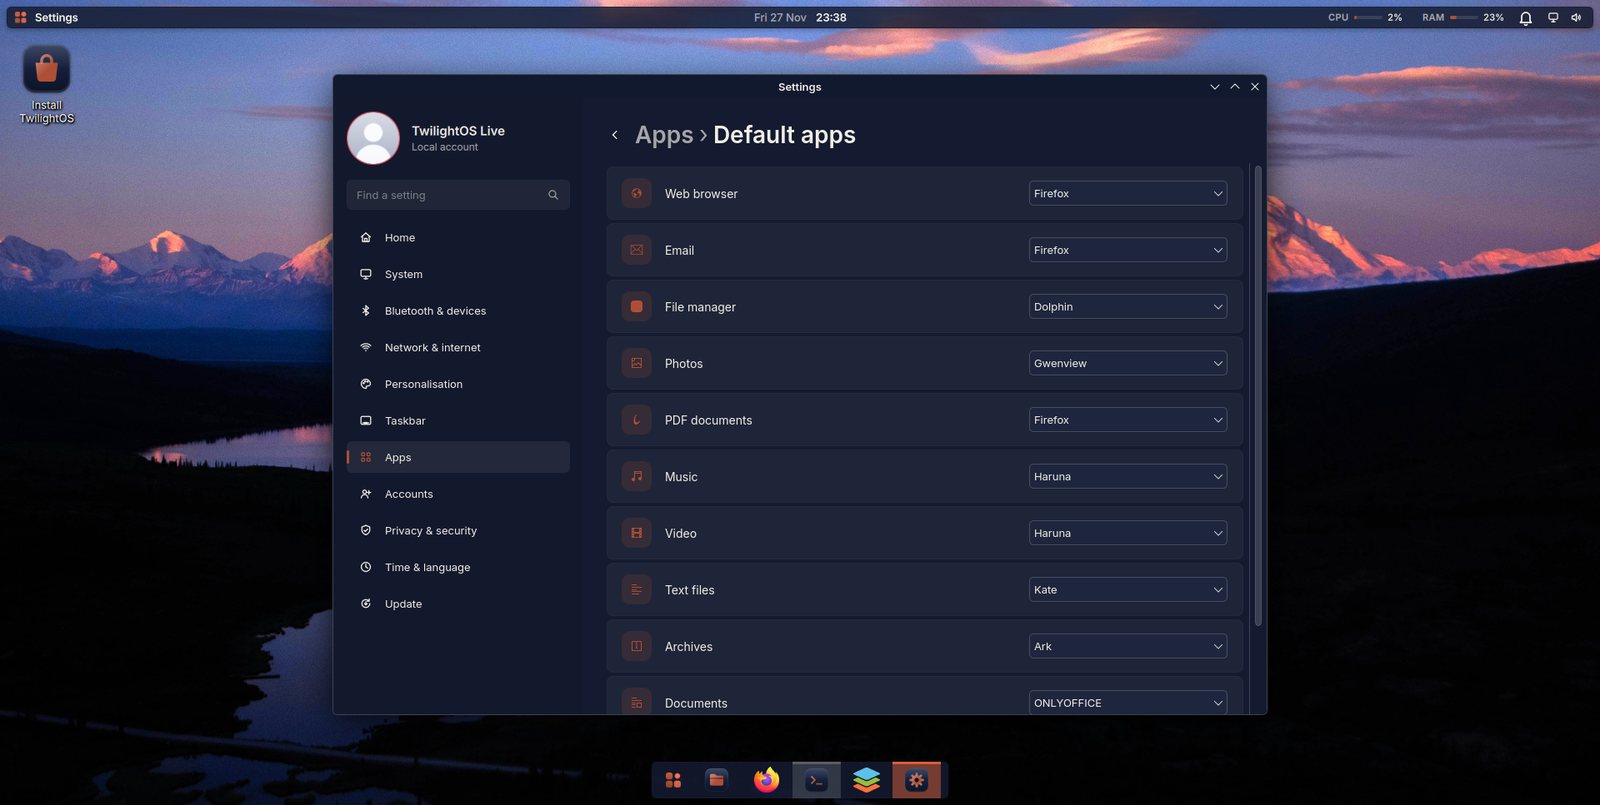 Settings
Fri 27 Nov 23:38
CPU 2% RAM 23%
Install
TwilightOS
Settings
TwilightOS Live
Local account
Find a setting
Home
System
Bluetooth & devices
Network & internet
Personalisation
Taskbar
Apps
Accounts
Privacy & security
Time & language
Update
Apps › Default apps
Web browser Firefox
Email Firefox
File manager Dolphin
Photos Gwenview
PDF documents Firefox
Music Haruna
Video Haruna
Text files Kate
Archives Ark
Documents ONLYOFFICE